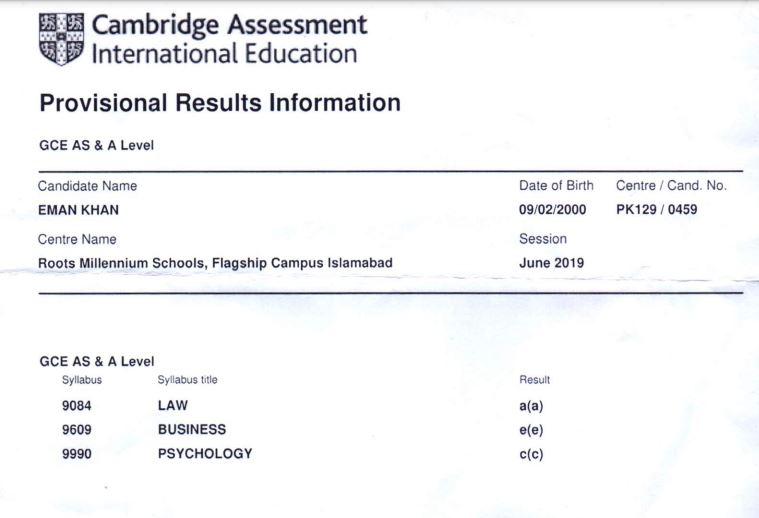 Cambridge Assessment
International Education
Provisional Results Information
GCE AS & A Level
Candidate Name Date of Birth Centre / Cand. No.
EMAN KHAN 09/02/2000 PK129 / 0459
Centre Name Session
Roots Millennium Schools, Flagship Campus Islamabad June 2019
GCE AS & A Level
Syllabus Syllabus title Result
9084 LAW a(a)
9609 BUSINESS e(e)
9990 PSYCHOLOGY c(c)